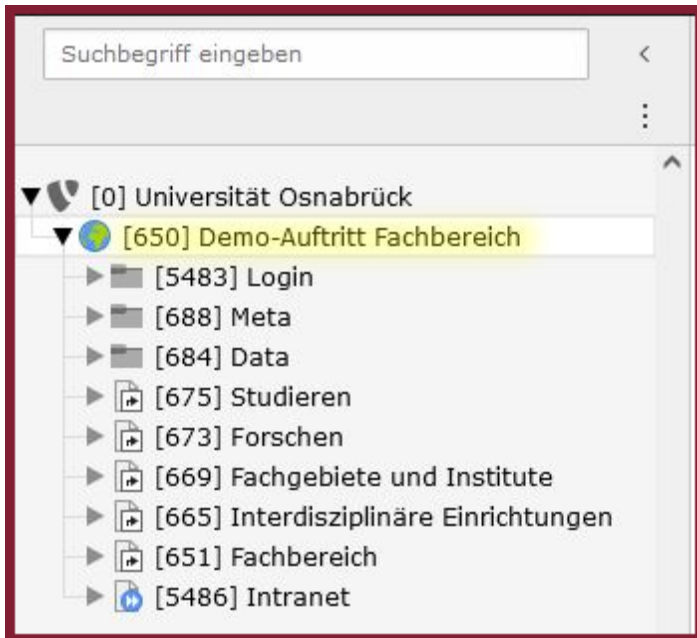 Suchbegriff eingeben
[0] Universität Osnabrück
[650] Demo-Auftritt Fachbereich
[5483] Login
[688] Meta
[684] Data
[675] Studieren
[673] Forschen
[669] Fachgebiete und Institute
[665] Interdisziplinäre Einrichtungen
[651] Fachbereich
[5486] Intranet